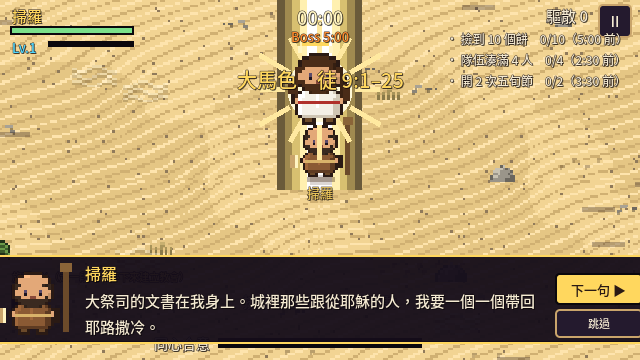 掃羅
Lv.1
00:00
Boss 5:00
驅散 0
· 撿到 10 個餅 0/10（5:00 前）
· 隊伍湊滿 4 人 0/4（2:30 前）
· 開 2 次五旬節 0/2（3:30 前）
大馬色 徒 9:1–25
掃羅
掃羅
大祭司的文書在我身上。城裡那些跟從耶穌的人，我要一個一個帶回
耶路撒冷。
下一句 ▶
跳過